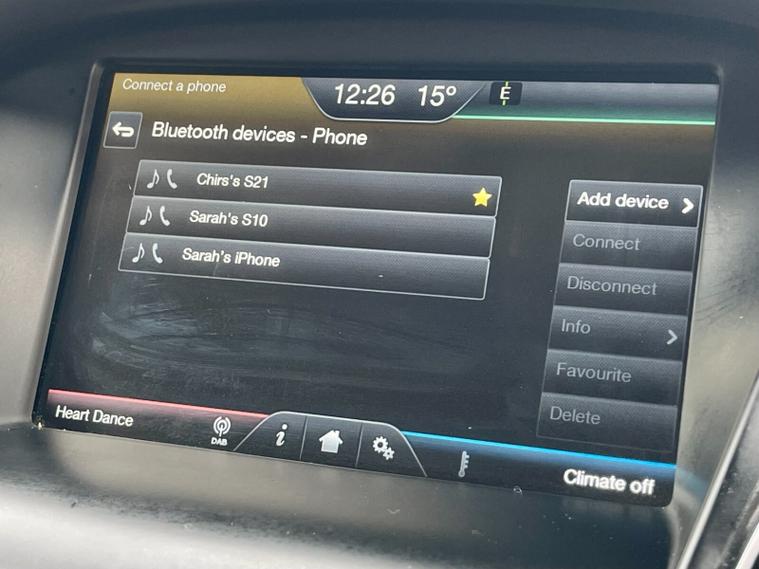 Connect a phone
12:26 15° E
Bluetooth devices - Phone
Chirs's S21
Sarah's S10
Sarah's iPhone
Add device
Connect
Disconnect
Info
Favourite
Delete
Heart Dance
DAB
i
Climate off